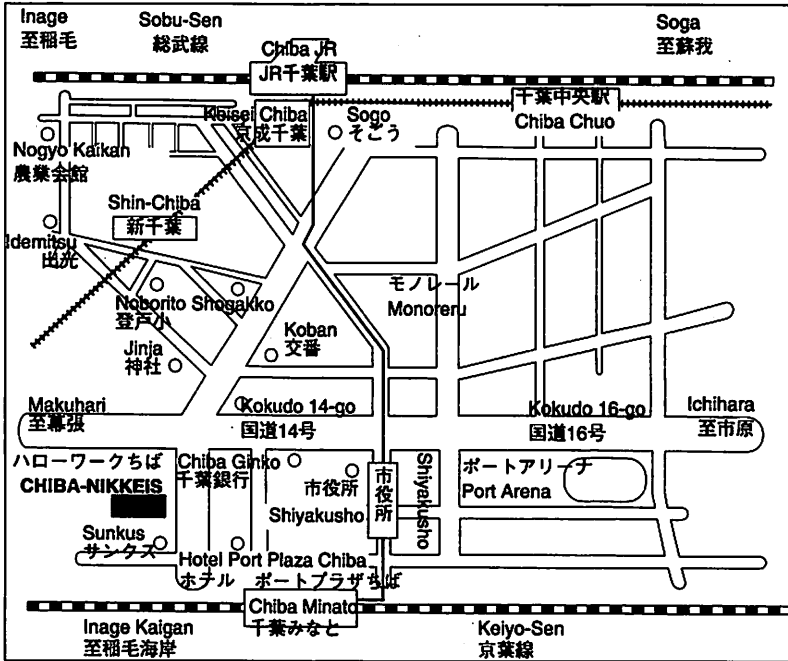 Inage
至稲毛
Sobu-Sen
総武線
Chiba JR
JR千葉駅
Soga
至蘇我
千葉中央駅
Chiba Chuo
Keisei Chiba
京成千葉
Sogo
そごう
Nogyo Kaikan
農業会館
Shin-Chiba
新千葉
Idemitsu
出光
モノレール
Monoreru
Noborito Shogakko
登戸小
Koban
交番
Jinja
神社
Makuhari
至幕張
Kokudo 14-go
国道14号
Kokudo 16-go
国道16号
Ichihara
至市原
ハローワークちば
CHIBA-NIKKEIS
Chiba Ginko
千葉銀行
市役所
Shiyakusho
市役所
Shiyakusho
ポートアリーナ
Port Arena
Sunkus
サンクズ
Hotel Port Plaza Chiba
ホテル ポートプラザちば
Chiba Minato
千葉みなと
Inage Kaigan
至稲毛海岸
Keiyo-Sen
京葉線